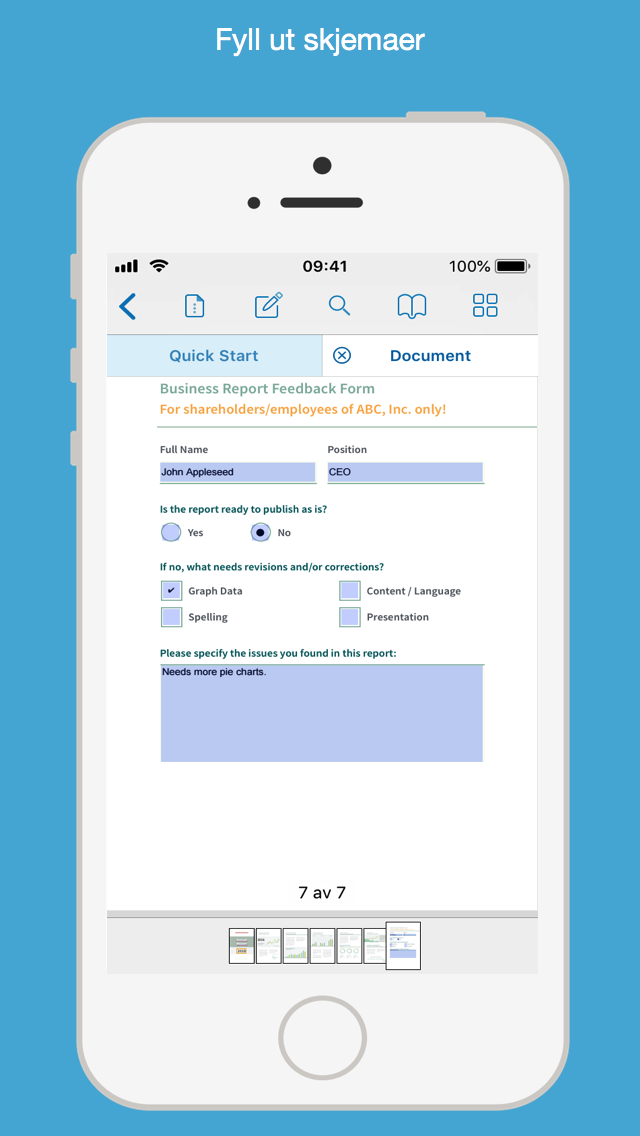 Fyll ut skjemaer
09:41
100%
Quick Start
Document
Business Report Feedback Form
For shareholders/employees of ABC, Inc. only!
Full Name
Position
John Appleseed
CEO
Is the report ready to publish as is?
Yes
No
If no, what needs revisions and/or corrections?
Graph Data
Content / Language
Spelling
Presentation
Please specify the issues you found in this report:
Needs more pie charts.
7 av 7